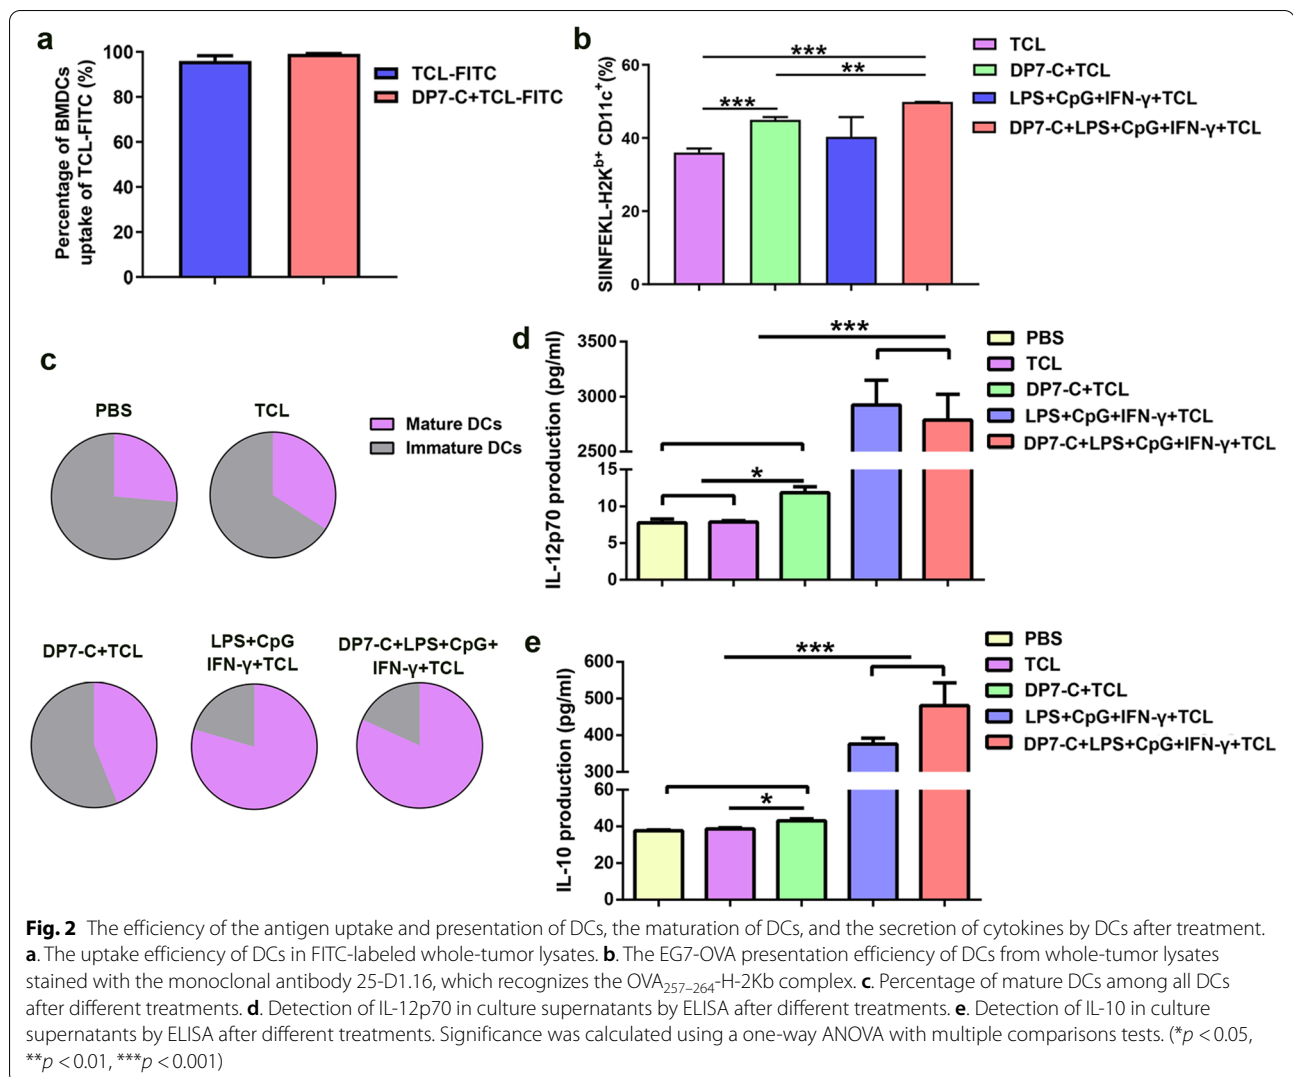 a
100
80
60
40
20
0
Percentage of BMDCs
uptake of TCL-FITC (%)
TCL-FITC
DP7-C+TCL-FITC
b
60
40
20
0
SIINFEKL-H2Kb+ CD11c+(%)
***
**
***
TCL
DP7-C+TCL
LPS+CpG+IFN-γ+TCL
DP7-C+LPS+CpG+IFN-γ+TCL
c
PBS
TCL
Mature DCs
Immature DCs
DP7-C+TCL
LPS+CpG
IFN-γ+TCL
DP7-C+LPS+CpG+
IFN-γ+TCL
d
3500
3000
2500
15
10
5
0
IL-12p70 production (pg/ml)
***
*
PBS
TCL
DP7-C+TCL
LPS+CpG+IFN-γ+TCL
DP7-C+LPS+CpG+IFN-γ+TCL
e
600
500
400
300
60
40
20
0
IL-10 production (pg/ml)
***
*
PBS
TCL
DP7-C+TCL
LPS+CpG+IFN-γ+TCL
DP7-C+LPS+CpG+IFN-γ+TCL
Fig. 2 The efficiency of the antigen uptake and presentation of DCs, the maturation of DCs, and the secretion of cytokines by DCs after treatment.
a. The uptake efficiency of DCs in FITC-labeled whole-tumor lysates. b. The EG7-OVA presentation efficiency of DCs from whole-tumor lysates
stained with the monoclonal antibody 25-D1.16, which recognizes the OVA257–264-H-2Kb complex. c. Percentage of mature DCs among all DCs
after different treatments. d. Detection of IL-12p70 in culture supernatants by ELISA after different treatments. e. Detection of IL-10 in culture
supernatants by ELISA after different treatments. Significance was calculated using a one-way ANOVA with multiple comparisons tests. (*p < 0.05,
**p < 0.01, ***p < 0.001)